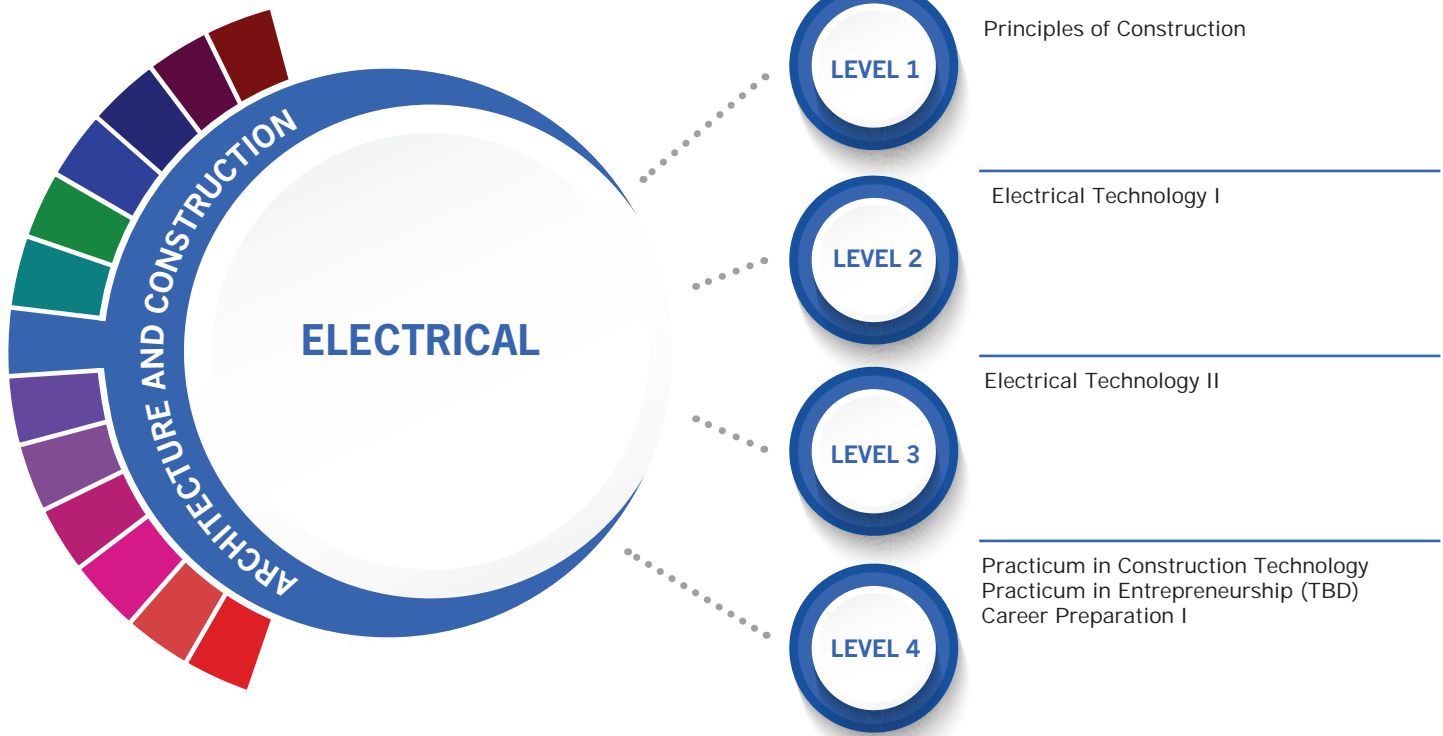 ARCHITECTURE AND CONSTRUCTION
ELECTRICAL
LEVEL 1
Principles of Construction
LEVEL 2
Electrical Technology I
LEVEL 3
Electrical Technology II
LEVEL 4
Practicum in Construction Technology
Practicum in Entrepreneurship (TBD)
Career Preparation I